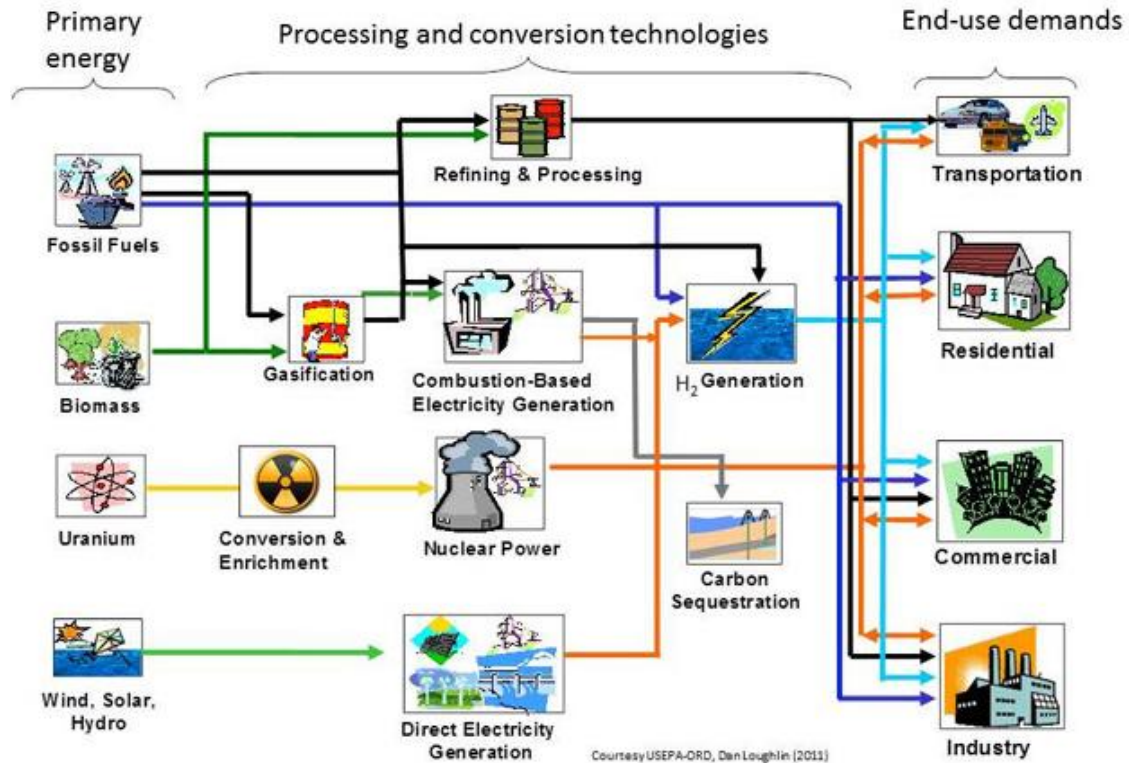 Primary
energy
Processing and conversion technologies
End-use demands
Refining & Processing
Transportation
Fossil Fuels
Gasification
Combustion-Based
Electricity Generation
H2 Generation
Residential
Biomass
Uranium
Conversion &
Enrichment
Nuclear Power
Carbon
Sequestration
Commercial
Wind, Solar,
Hydro
Direct Electricity
Generation
Industry
Courtesy USEPA-ORD, Dan Loughlin (2011)